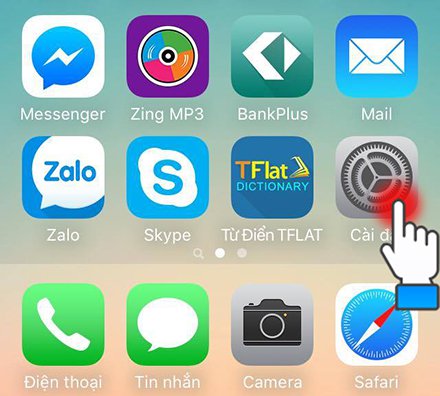 Messenger
Zing MP3
BankPlus
Mail
Zalo
TFlat
DICTIONARY
Zalo
Skype
Từ Điển TFLAT
Cài
Điện thoại
Tin nhắn
Camera
Safari